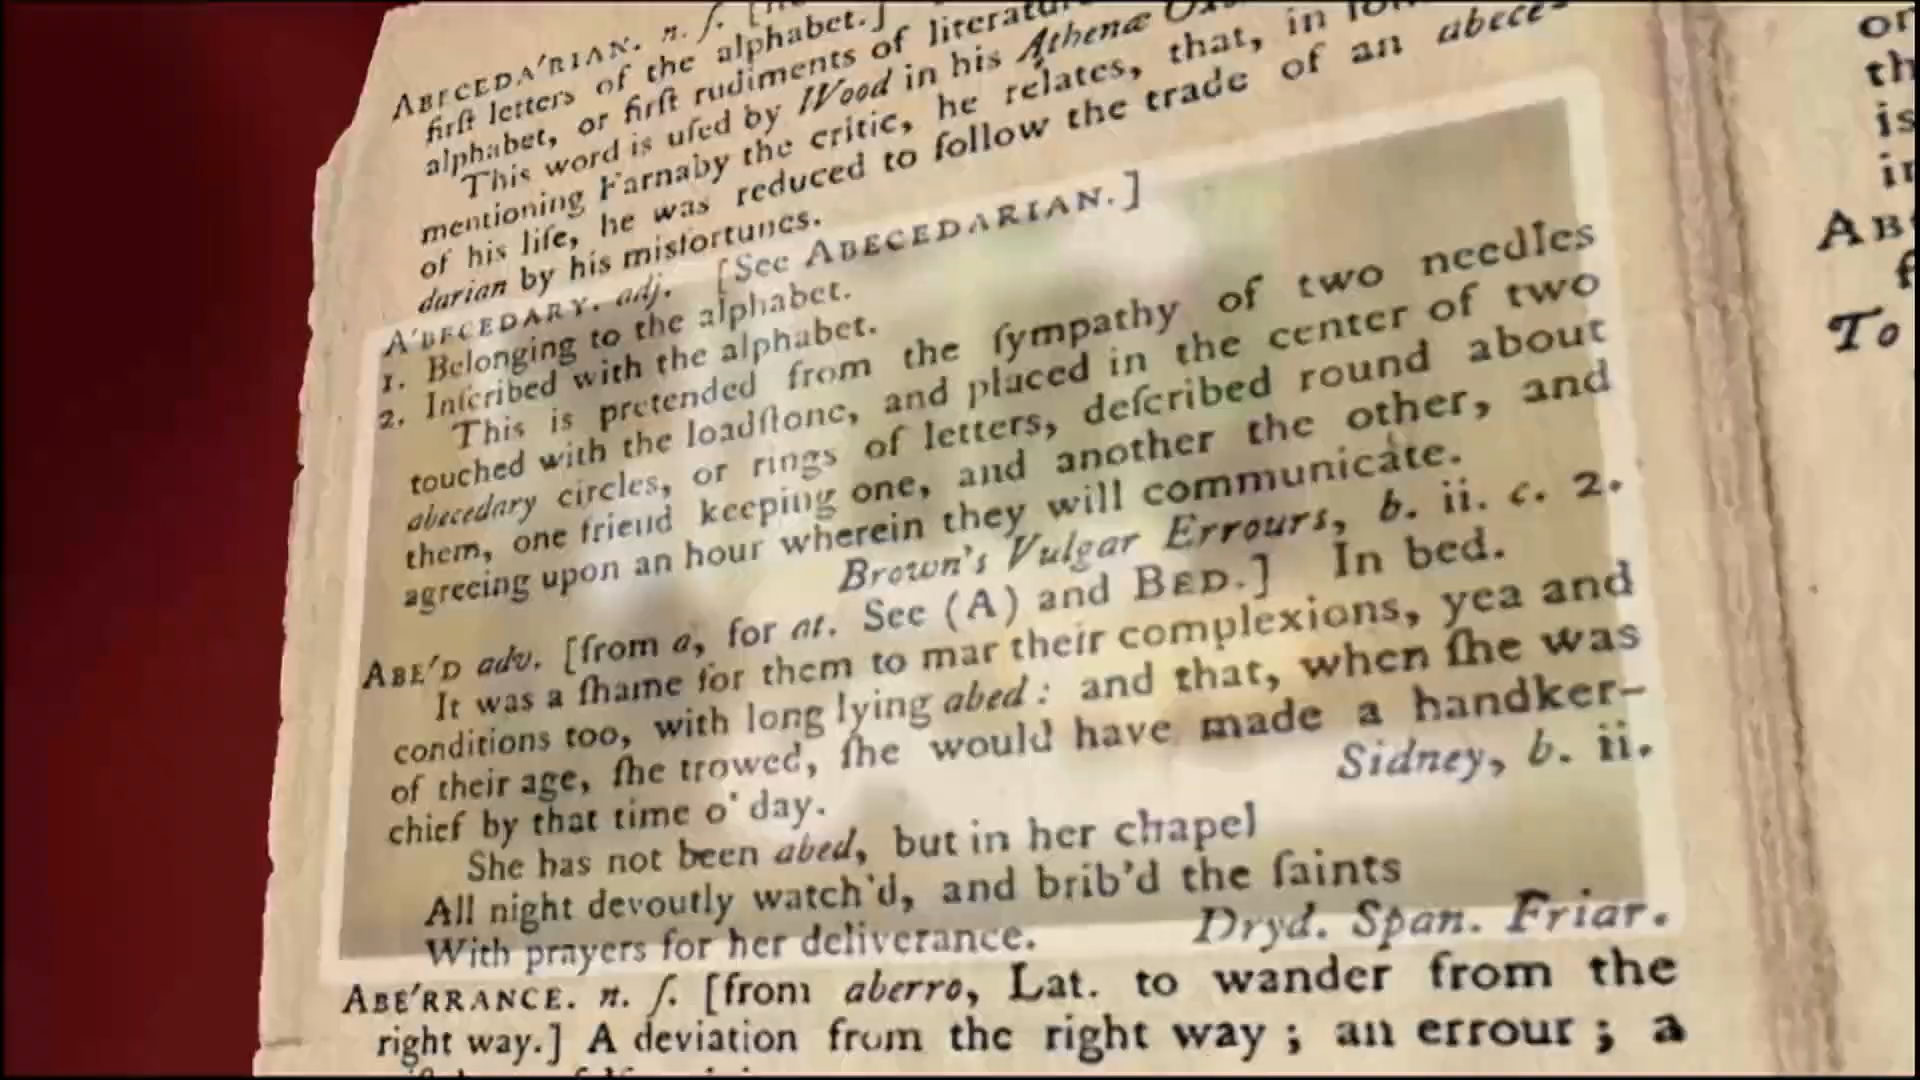 ABECEDA'RIAN. n. ſ.
firſt letters of the alphabet.]
alphabet, or firſt rudiments of
This word is uſed by Wood in his Athenæ
mentioning Farnaby the critic, he relates, that, in
of his life, he was reduced to follow the trade of an abece-
darian by his misfortunes.
A'BECEDARY. adj. [See ABECEDARIAN.]
1. Belonging to the alphabet.
2. Inſcribed with the alphabet.
This is pretended from the ſympathy of two needles
touched with the loadſtone, and placed in the center of two
abecedary circles, or rings of letters, deſcribed round about
them, one friend keeping one, and another the other, and
agreeing upon an hour wherein they will communicate.
Brown's Vulgar Errours, b. ii. c. 2.
ABE'D adv. [from a, for at. See (A) and BED.] In bed.
It was a ſhame for them to mar their complexions, yea and
conditions too, with long lying abed: and that, when ſhe was
of their age, ſhe trowed, ſhe would have made a handker-
chief by that time o' day.
Sidney, b. ii.
She has not been abed, but in her chapel
All night devoutly watch'd, and brib'd the ſaints
With prayers for her deliverance.
Dryd. Span. Friar.
ABE'RRANCE. n. ſ. [from aberro, Lat. to wander from the
right way.] A deviation from the right way; an errour; a
To